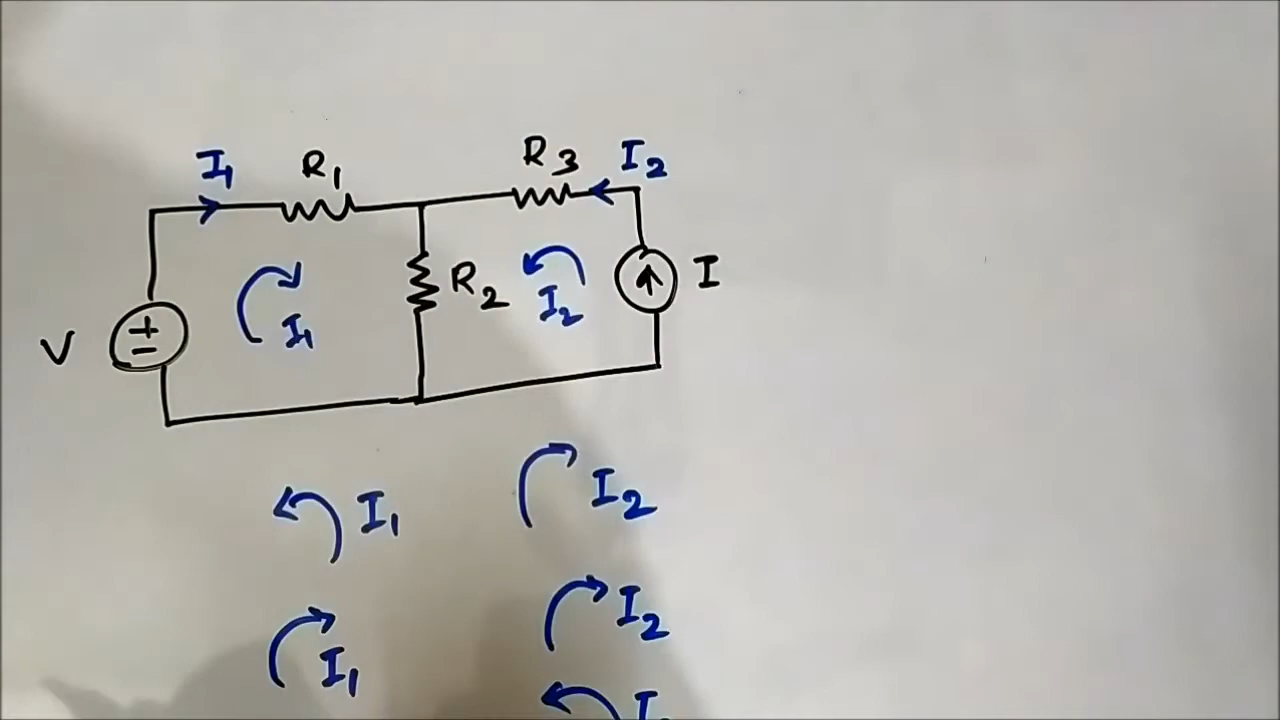 I₁ R₁ R₃ I₂
V + − I₁ R₂ I₂ I
I₁ I₂
I₁ I₂